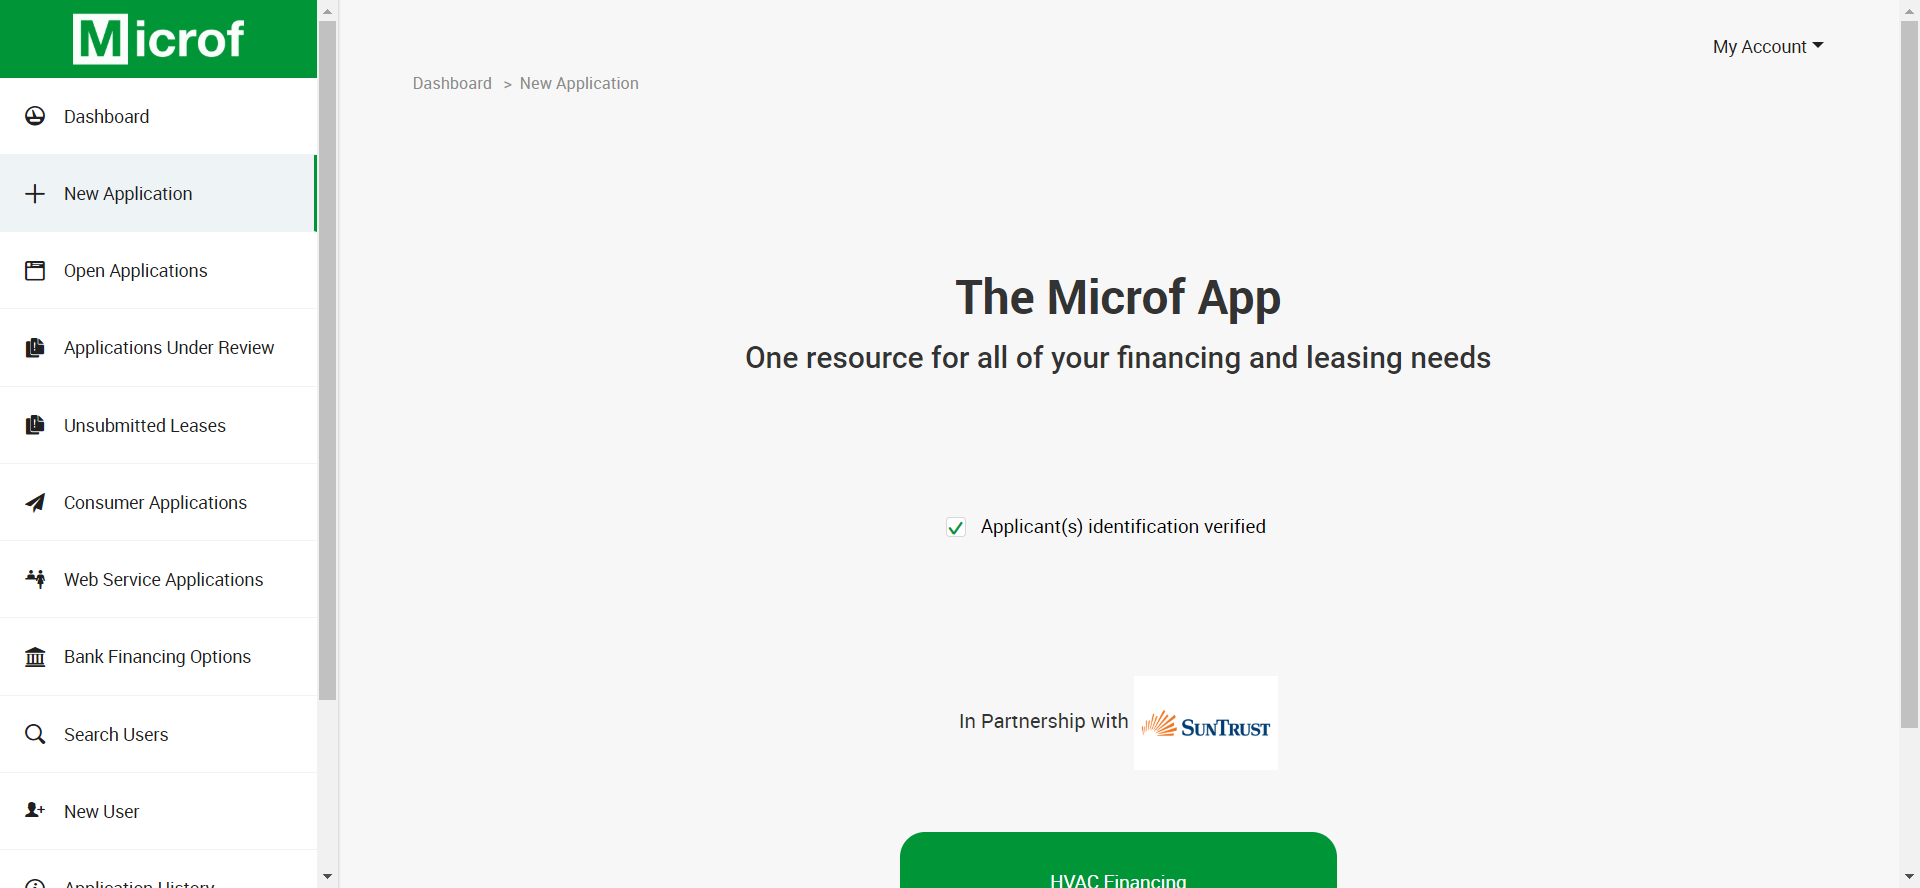 Microf
Dashboard
New Application
Open Applications
Applications Under Review
Unsubmitted Leases
Consumer Applications
Web Service Applications
Bank Financing Options
Search Users
New User
Application History
My Account
Dashboard > New Application
The Microf App
One resource for all of your financing and leasing needs
Applicant(s) identification verified
In Partnership with SUNTRUST
HVAC Financing